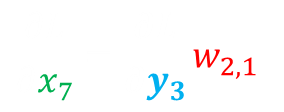 x₇ y₃ w₂,₁